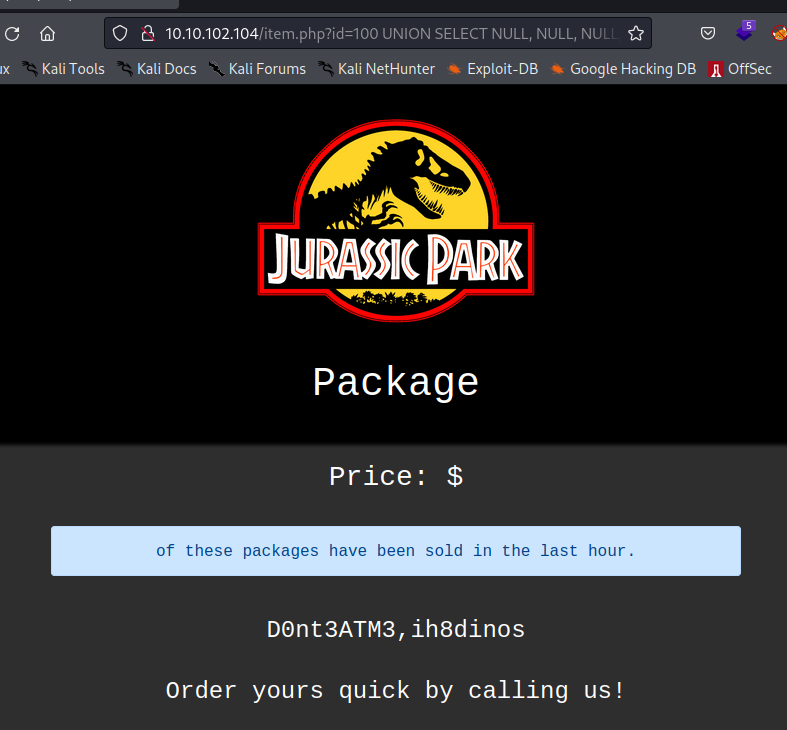 10.10.102.104/item.php?id=100 UNION SELECT NULL, NULL, NULL
5
ux Kali Tools Kali Docs Kali Forums Kali NetHunter Exploit-DB Google Hacking DB OffSec
JURASSIC PARK
Package
Price: $
of these packages have been sold in the last hour.
D0nt3ATM3,ih8dinos
Order yours quick by calling us!